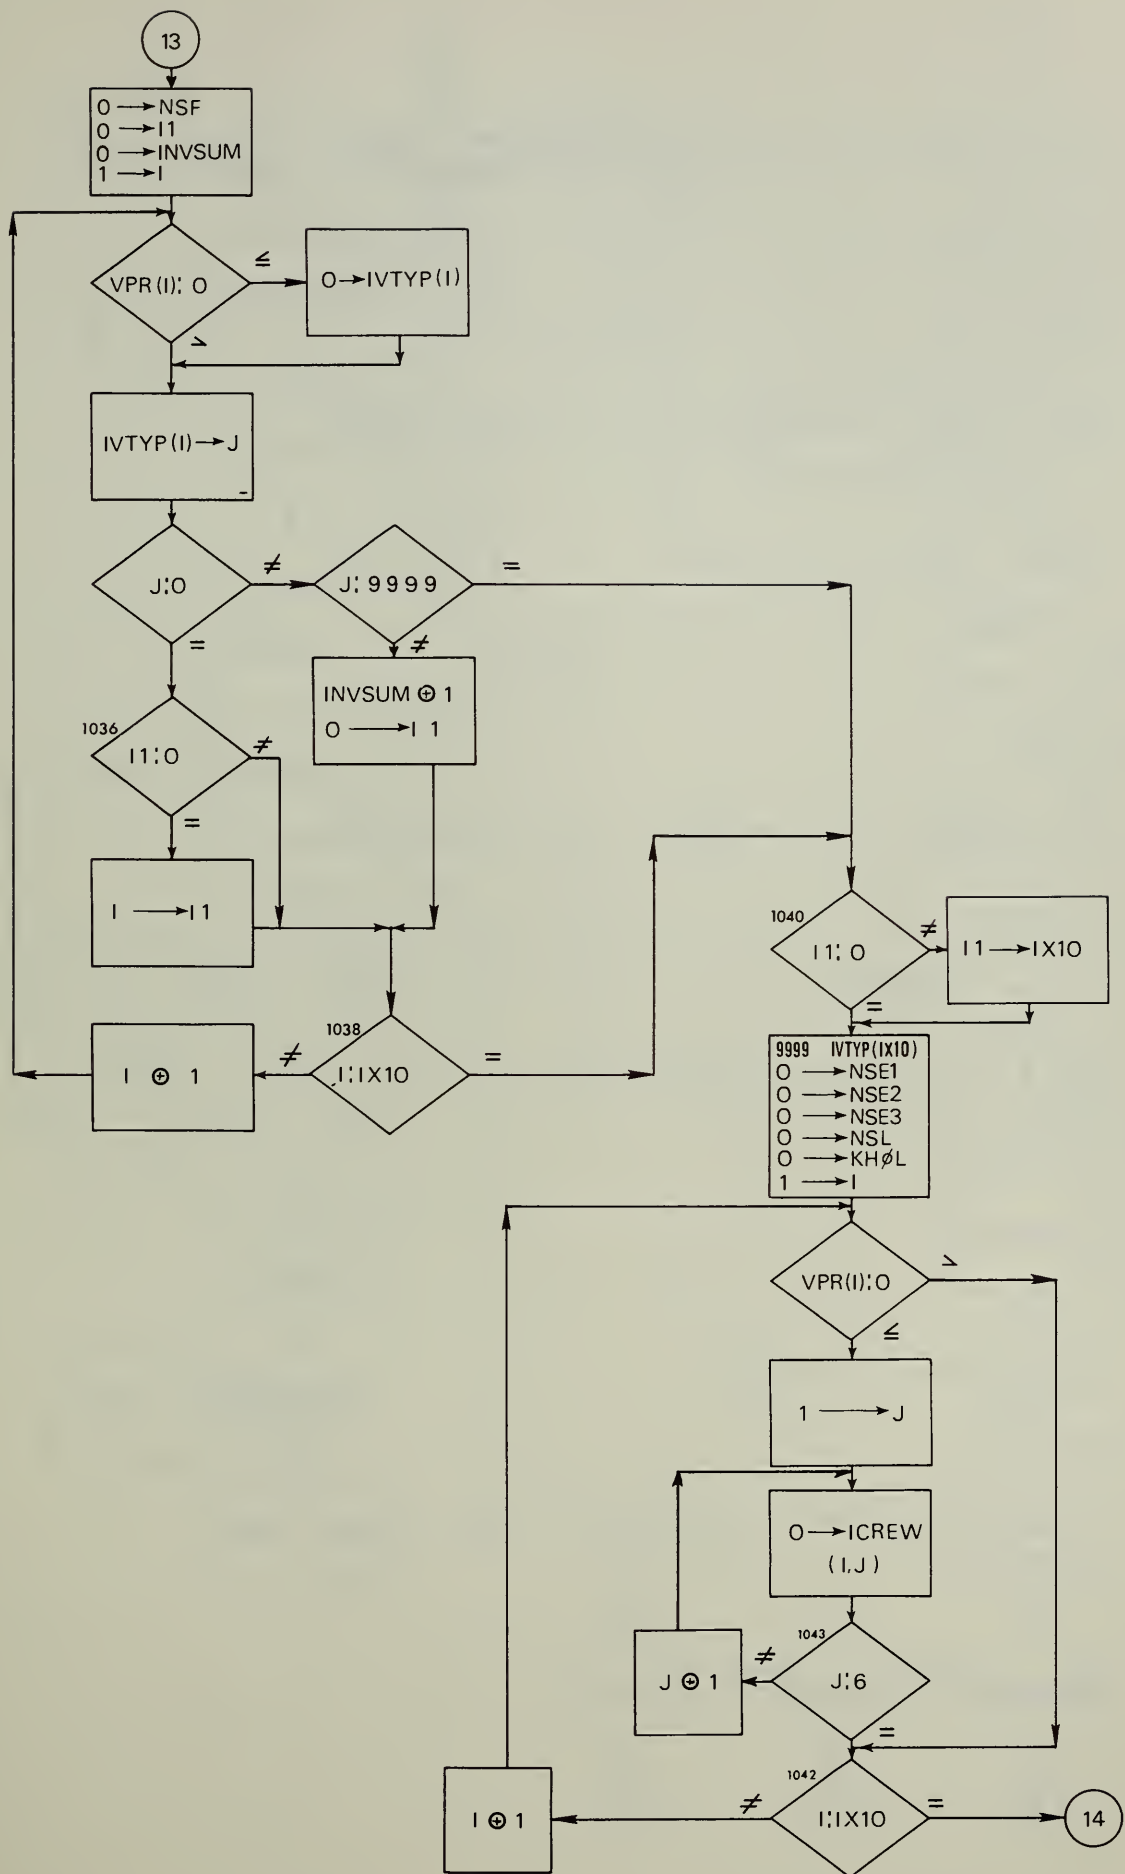 13
0 → NSF
0 → I1
0 → INVSUM
1 → I
VPR(I): 0
≦
>
0 → IVTYP(I)
IVTYP(I) → J
J:0
≠
=
J:9999
=
≠
INVSUM ⊕ 1
0 → I 1
1036
I1:0
≠
=
I → I1
1038
I:IX10
≠
=
I ⊕ 1
1040
I1:0
≠
=
I1 → IX10
9999 IVTYP(IX10)
0 → NSE1
0 → NSE2
0 → NSE3
0 → NSL
0 → KHØL
1 → I
VPR(I):0
>
≦
1 → J
0 → ICREW
(I,J)
1043
J:6
≠
=
J ⊕ 1
1042
I:IX10
≠
=
I ⊕ 1
14